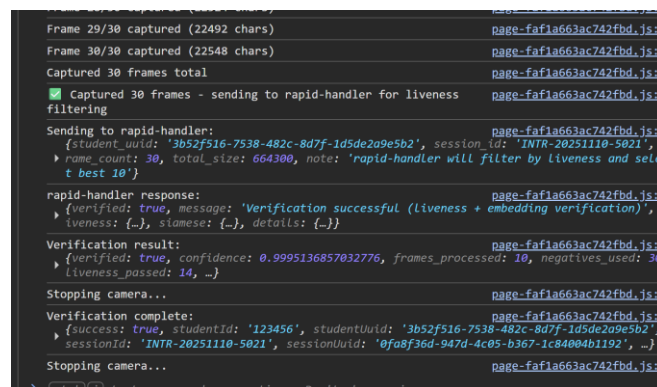 Frame 29/30 captured (22492 chars) page-faf1a663ac742fbd.js:
Frame 30/30 captured (22548 chars) page-faf1a663ac742fbd.js:
Captured 30 frames total page-faf1a663ac742fbd.js:
✅ Captured 30 frames - sending to rapid-handler for liveness page-faf1a663ac742fbd.js:
filtering
Sending to rapid-handler: page-faf1a663ac742fbd.js:
{student_uuid: '3b52f516-7538-482c-8d7f-1d5de2a9e5b2', session_id: 'INTR-20251110-5021',
rame_count: 30, total_size: 664300, note: 'rapid-handler will filter by liveness and sele
t best 10'}
rapid-handler response: page-faf1a663ac742fbd.js:
{verified: true, message: 'Verification successful (liveness + embedding verification)',
iveness: {…}, siamese: {…}, details: {…}}
Verification result: page-faf1a663ac742fbd.js:
{verified: true, confidence: 0.9995136857032776, frames_processed: 10, negatives_used: 30
liveness_passed: 14, …}
Stopping camera... page-faf1a663ac742fbd.js:
Verification complete: page-faf1a663ac742fbd.js:
{success: true, studentId: '123456', studentUuid: '3b52f516-7538-482c-8d7f-1d5de2a9e5b2'
sessionId: 'INTR-20251110-5021', sessionUuid: '0fa8f36d-947d-4c05-b367-1c84004b1192', …}
Stopping camera... page-faf1a663ac742fbd.js: